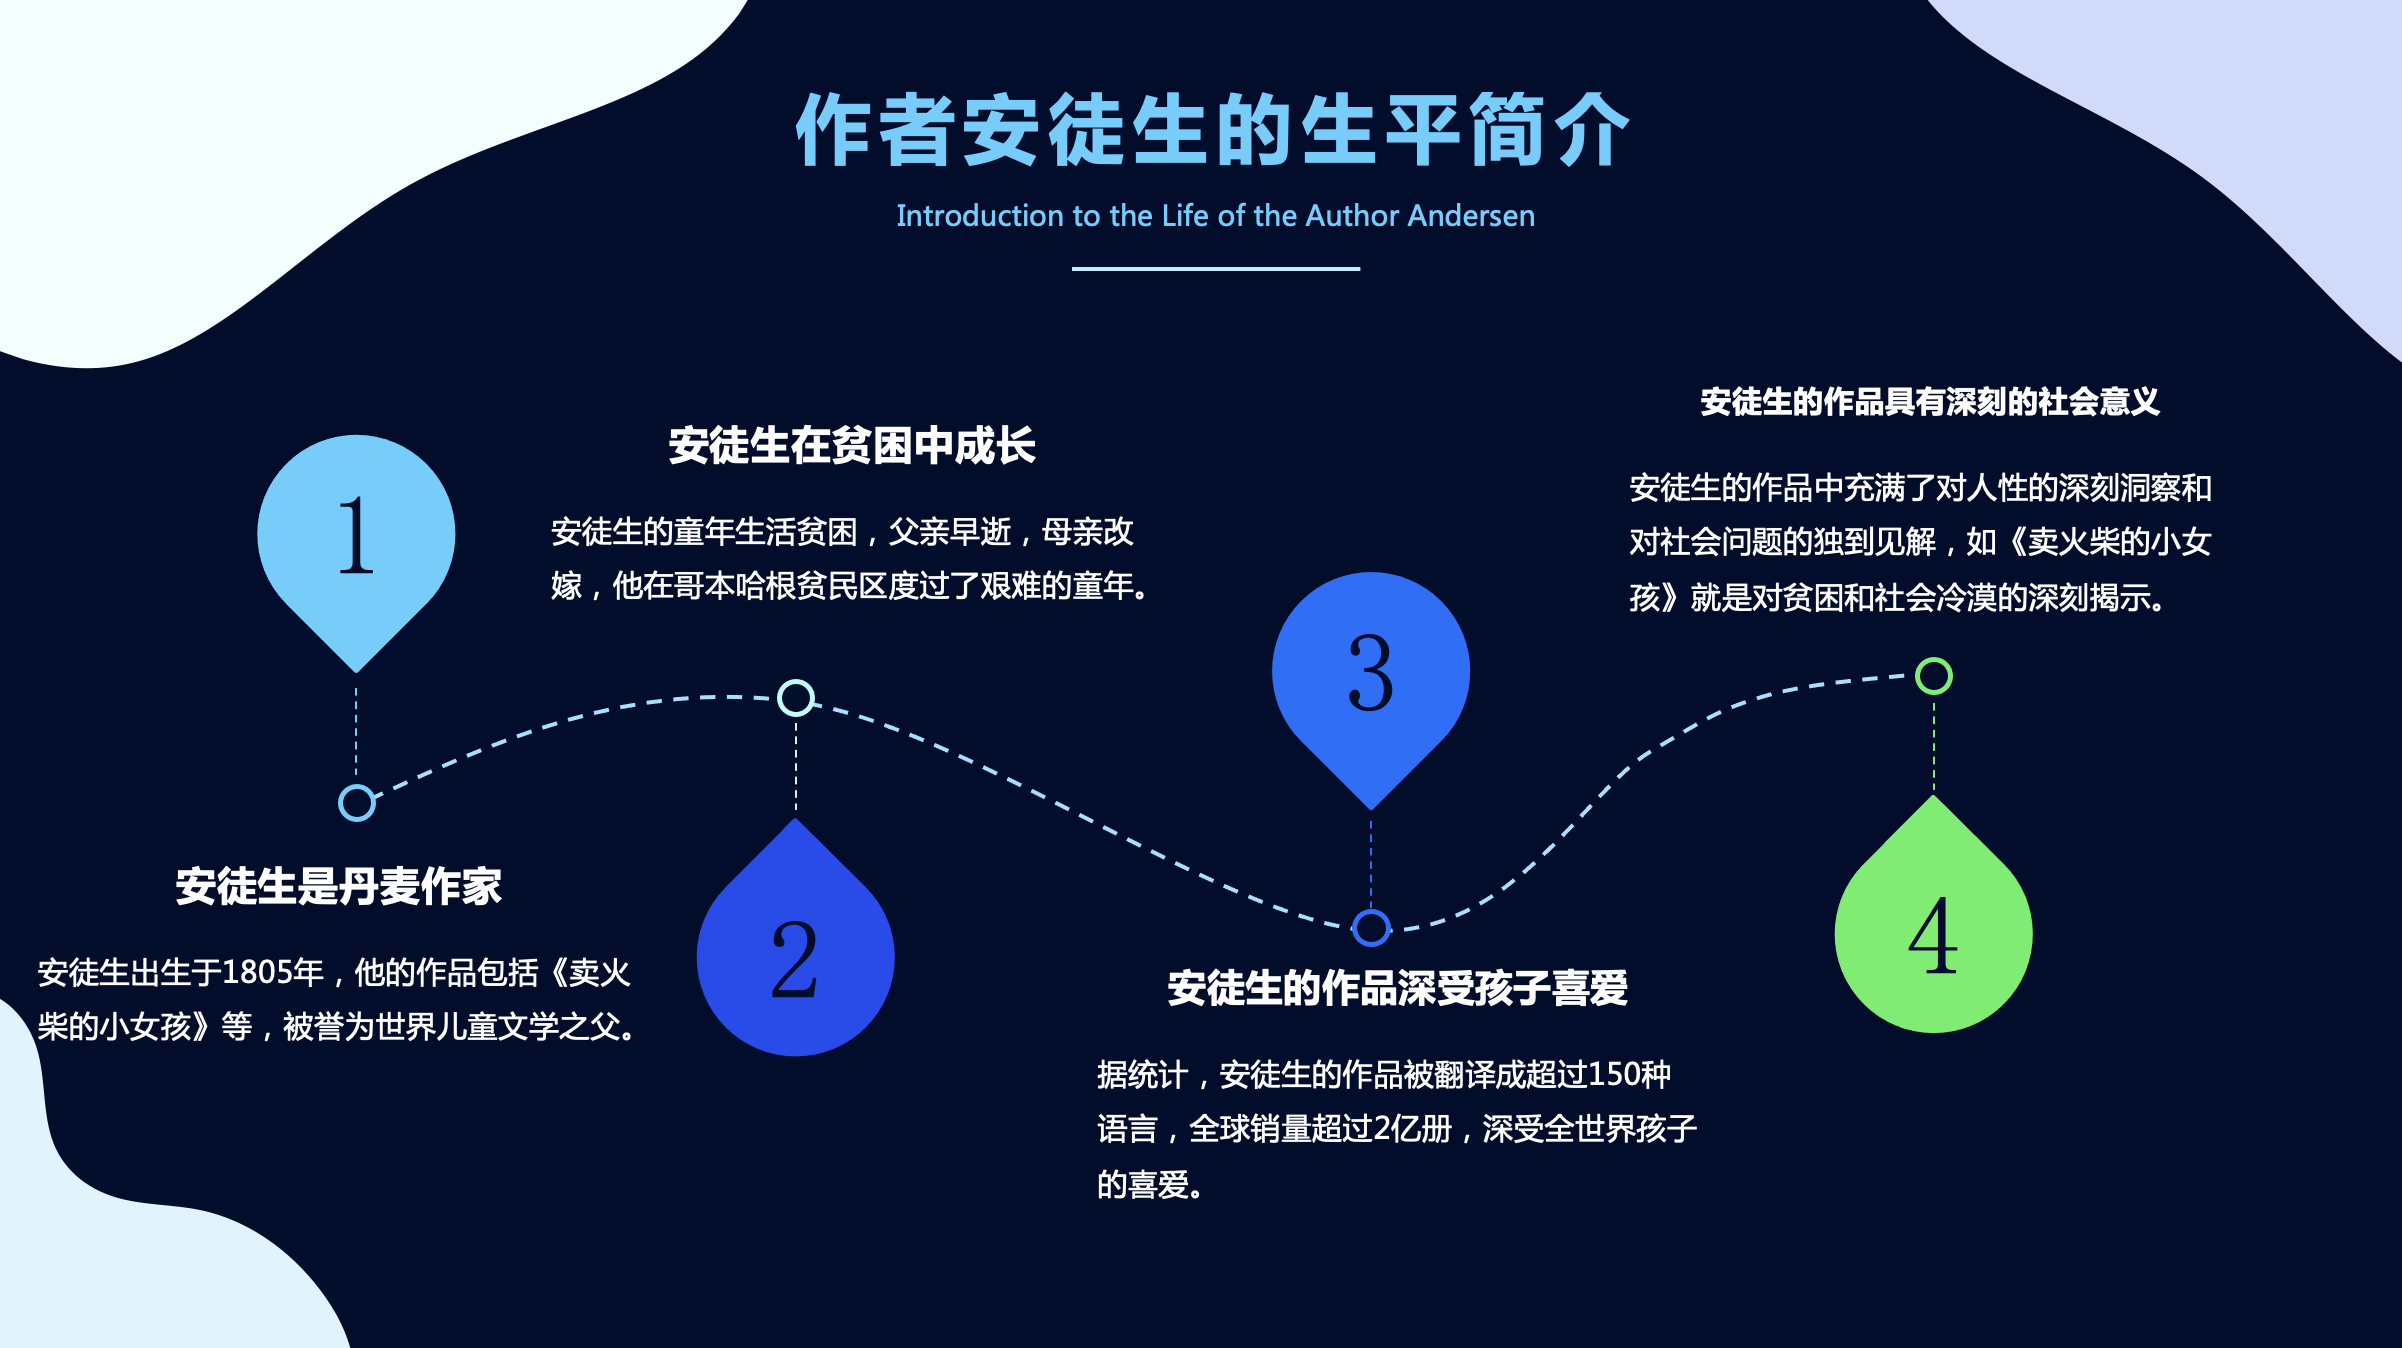 作者安徒生的生平简介
Introduction to the Life of the Author Andersen
1
安徒生是丹麦作家
安徒生出生于1805年，他的作品包括《卖火
柴的小女孩》等，被誉为世界儿童文学之父。
安徒生在贫困中成长
安徒生的童年生活贫困，父亲早逝，母亲改
嫁，他在哥本哈根贫民区度过了艰难的童年。
2
3
安徒生的作品深受孩子喜爱
据统计，安徒生的作品被翻译成超过150种
语言，全球销量超过2亿册，深受全世界孩子
的喜爱。
安徒生的作品具有深刻的社会意义
安徒生的作品中充满了对人性的深刻洞察和
对社会问题的独到见解，如《卖火柴的小女
孩》就是对贫困和社会冷漠的深刻揭示。
4